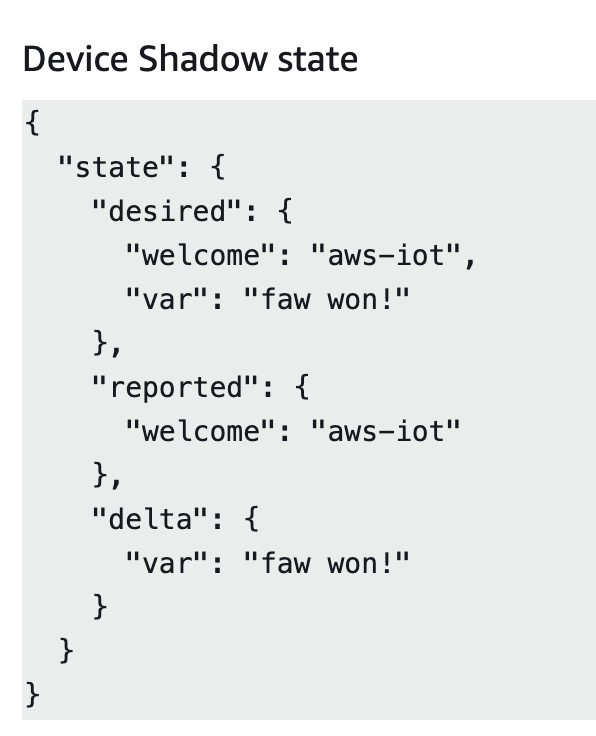 Device Shadow state
{
  "state": {
    "desired": {
      "welcome": "aws-iot",
      "var": "faw won!"
    },
    "reported": {
      "welcome": "aws-iot"
    },
    "delta": {
      "var": "faw won!"
    }
  }
}